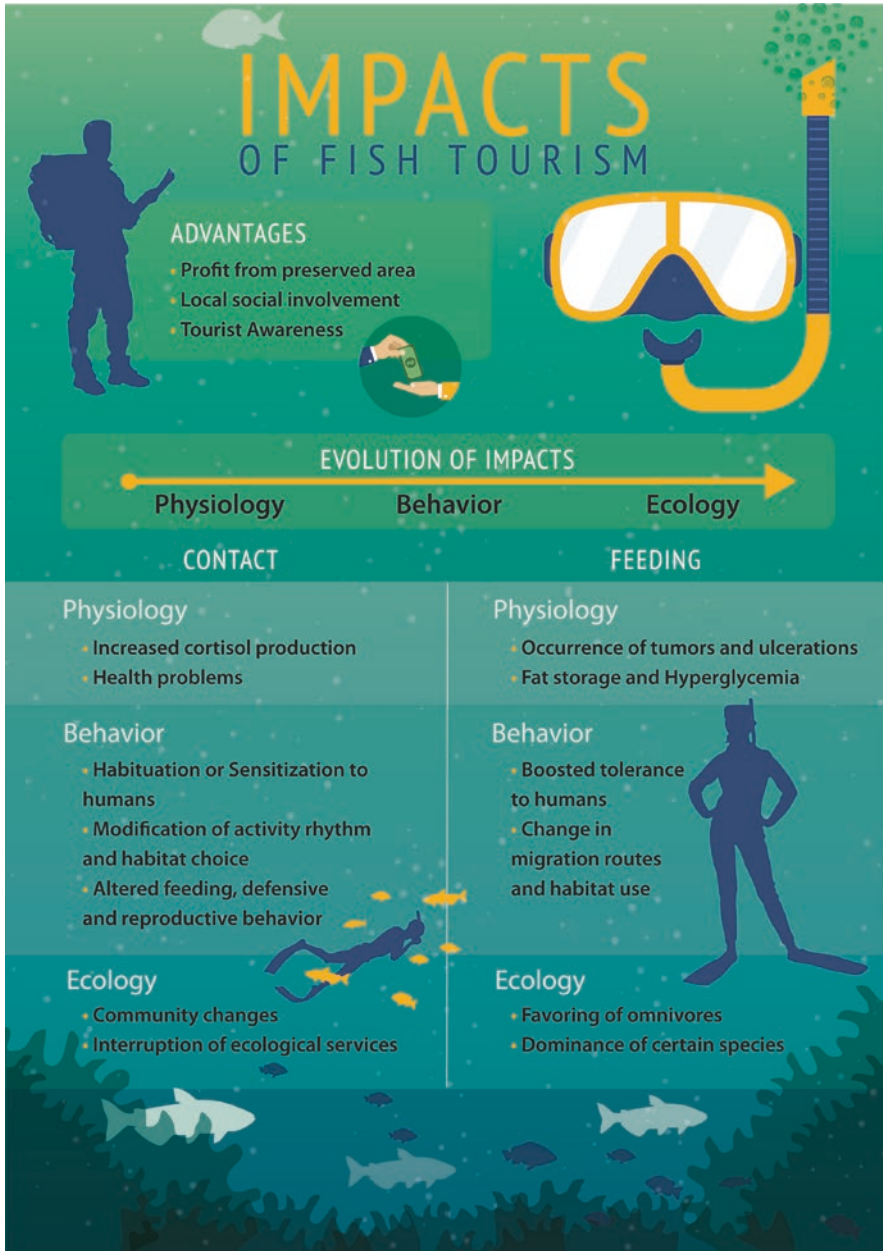 IMPACTS
OF FISH TOURISM
ADVANTAGES
• Profit from preserved area
• Local social involvement
• Tourist Awareness
EVOLUTION OF IMPACTS
Physiology Behavior Ecology
CONTACT
Physiology
• Increased cortisol production
• Health problems
Behavior
• Habituation or Sensitization to
humans
• Modification of activity rhythm
and habitat choice
• Altered feeding, defensive
and reproductive behavior
Ecology
• Community changes
• Interruption of ecological services
FEEDING
Physiology
• Occurrence of tumors and ulcerations
• Fat storage and Hyperglycemia
Behavior
• Boosted tolerance
to humans
• Change in
migration routes
and habitat use
Ecology
• Favoring of omnivores
• Dominance of certain species